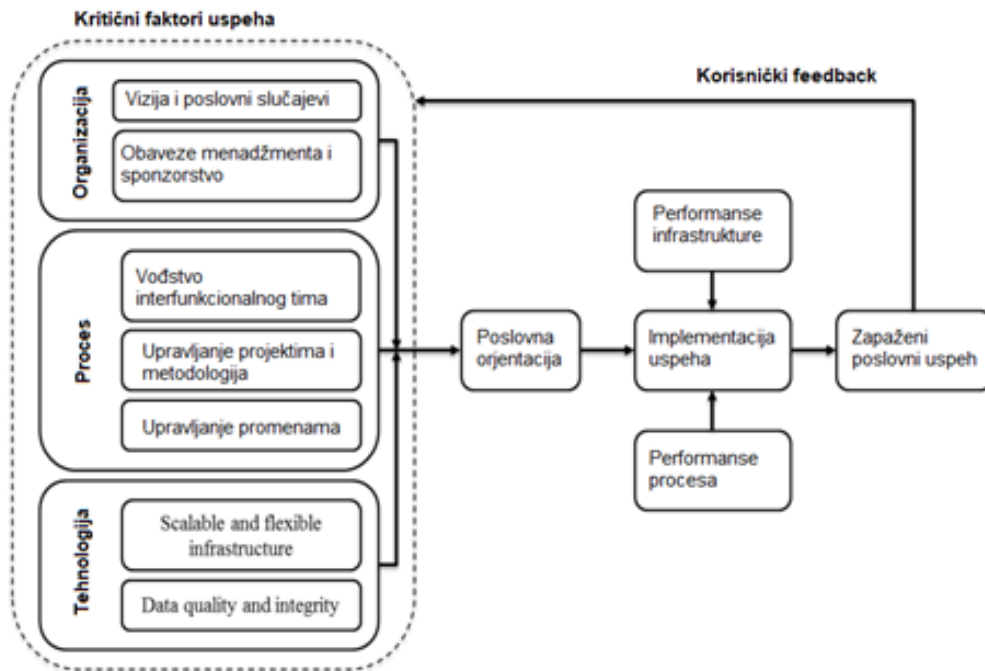 Kritični faktori uspeha
Organizacija
Vizija i poslovni slučajevi
Obaveze menadžmenta i
sponzorstvo
Proces
Vođstvo
interfunkcionalnog tima
Upravljanje projektima i
metodologija
Upravljanje promenama
Tehnologija
Scalable and flexible
infrastructure
Data quality and integrity
Korisnički feedback
Poslovna
orjentacija
Performanse
infrastrukture
Implementacija
uspeha
Performanse
procesa
Zapaženi
poslovni uspeh